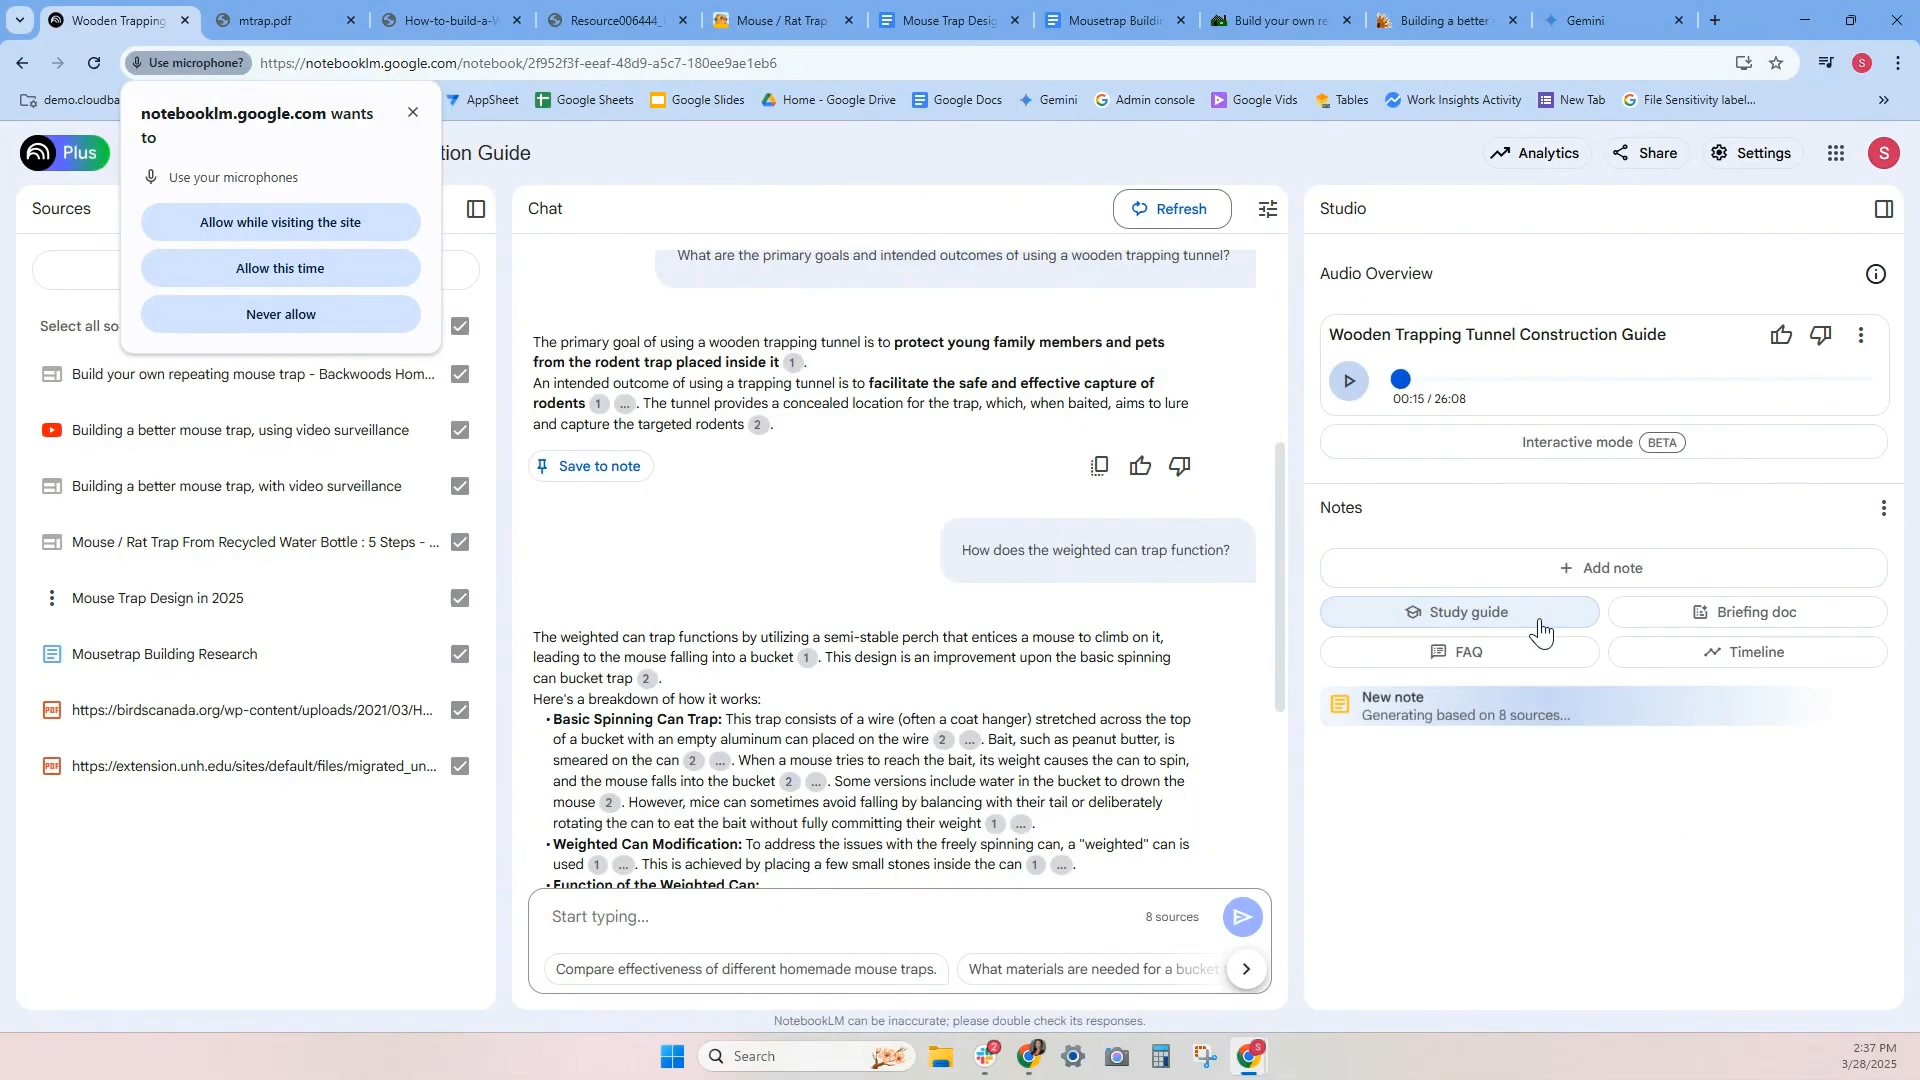 Wooden Trapping
mtrap.pdf
How-to-build-a-W
Resource006444_
Mouse / Rat Trap
Mouse Trap Desig
Mousetrap Buildi
Build your own re
Building a better
Gemini
Use microphone?
https://notebooklm.google.com/notebook/2f952f3f-eeaf-48d9-a5c7-180ee9ae1eb6
S
demo.cloudba
AppSheet
Google Sheets
Google Slides
Home - Google Drive
Google Docs
Gemini
Admin console
Google Vids
Tables
Work Insights Activity
New Tab
File Sensitivity label...
notebooklm.google.com wants
to
Use your microphones
Allow while visiting the site
Allow this time
Never allow
Plus
tion Guide
Analytics
Share
Settings
S
Sources
Select all so
Build your own repeating mouse trap - Backwoods Hom...
Building a better mouse trap, using video surveillance
Building a better mouse trap, with video surveillance
Mouse / Rat Trap From Recycled Water Bottle : 5 Steps - ...
Mouse Trap Design in 2025
Mousetrap Building Research
PDF
https://birdscanada.org/wp-content/uploads/2021/03/H...
PDF
https://extension.unh.edu/sites/default/files/migrated_un...
Chat
Refresh
What are the primary goals and intended outcomes of using a wooden trapping tunnel?
The primary goal of using a wooden trapping tunnel is to protect young family members and pets
from the rodent trap placed inside it 1.
An intended outcome of using a trapping tunnel is to facilitate the safe and effective capture of
rodents 1 .... The tunnel provides a concealed location for the trap, which, when baited, aims to lure
and capture the targeted rodents 2.
Save to note
How does the weighted can trap function?
The weighted can trap functions by utilizing a semi-stable perch that entices a mouse to climb on it,
leading to the mouse falling into a bucket 1. This design is an improvement upon the basic spinning
can bucket trap 2.
Here's a breakdown of how it works:
• Basic Spinning Can Trap: This trap consists of a wire (often a coat hanger) stretched across the top
of a bucket with an empty aluminum can placed on the wire 2 .... Bait, such as peanut butter, is
smeared on the can 2 .... When a mouse tries to reach the bait, its weight causes the can to spin,
and the mouse falls into the bucket 2 .... Some versions include water in the bucket to drown the
mouse 2. However, mice can sometimes avoid falling by balancing with their tail or deliberately
rotating the can to eat the bait without fully committing their weight 1 ....
• Weighted Can Modification: To address the issues with the freely spinning can, a "weighted" can is
used 1 .... This is achieved by placing a few small stones inside the can 1 ....
• Function of the Weighted Can:
Start typing...
8 sources
Compare effectiveness of different homemade mouse traps.
What materials are needed for a bucket
NotebookLM can be inaccurate; please double check its responses.
Studio
Audio Overview
Wooden Trapping Tunnel Construction Guide
00:15 / 26:08
Interactive mode BETA
Notes
+ Add note
Study guide
Briefing doc
FAQ
Timeline
New note
Generating based on 8 sources...
Search
2
S
2:37 PM
3/28/2025